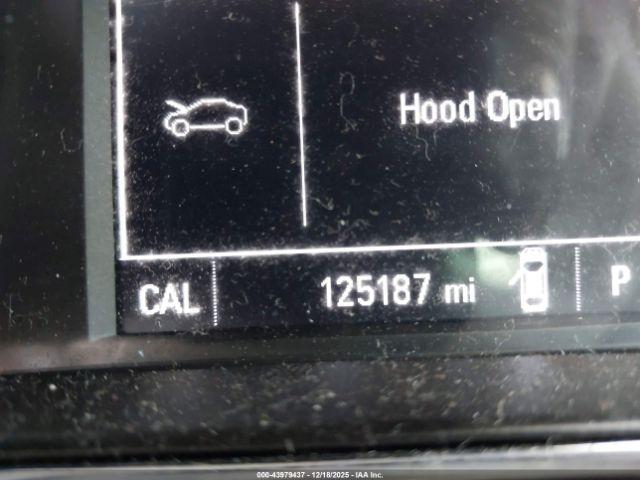 Hood Open
CAL 125187 mi P
000-43979437 - 12/18/2025 - IAA Inc.